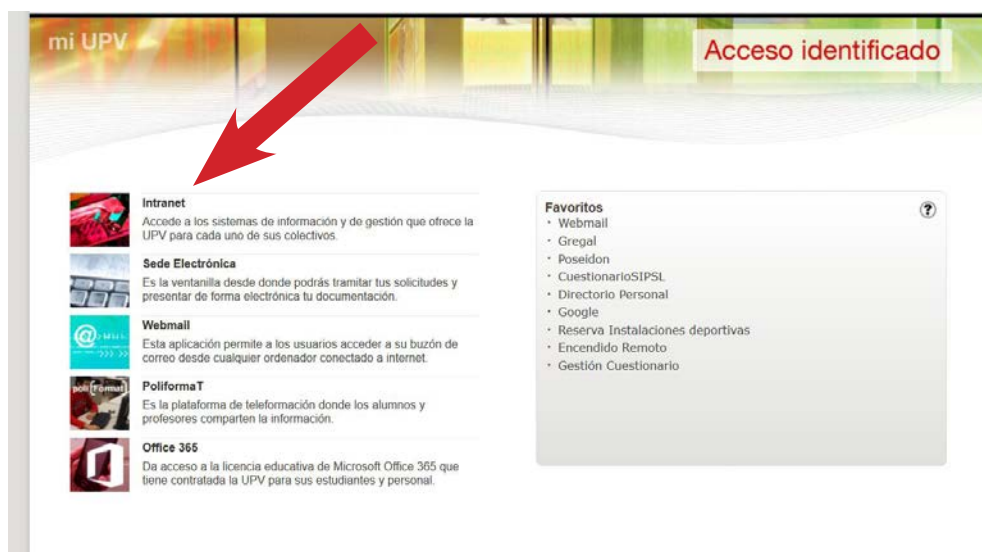 mi UPV
Acceso identificado
Intranet
Accede a los sistemas de información y de gestión que ofrece la
UPV para cada uno de sus colectivos.
Sede Electrónica
Es la ventanilla desde donde podrás tramitar tus solicitudes y
presentar de forma electrónica tu documentación.
Webmail
Esta aplicación permite a los usuarios acceder a su buzón de
correo desde cualquier ordenador conectado a internet.
poli[Format]
PoliformaT
Es la plataforma de teleformación donde los alumnos y
profesores comparten la información.
Office 365
Da acceso a la licencia educativa de Microsoft Office 365 que
tiene contratada la UPV para sus estudiantes y personal.
Favoritos
?
· Webmail
· Gregal
· Poseidon
· CuestionarioSIPSL
· Directorio Personal
· Google
· Reserva Instalaciones deportivas
· Encendido Remoto
· Gestión Cuestionario